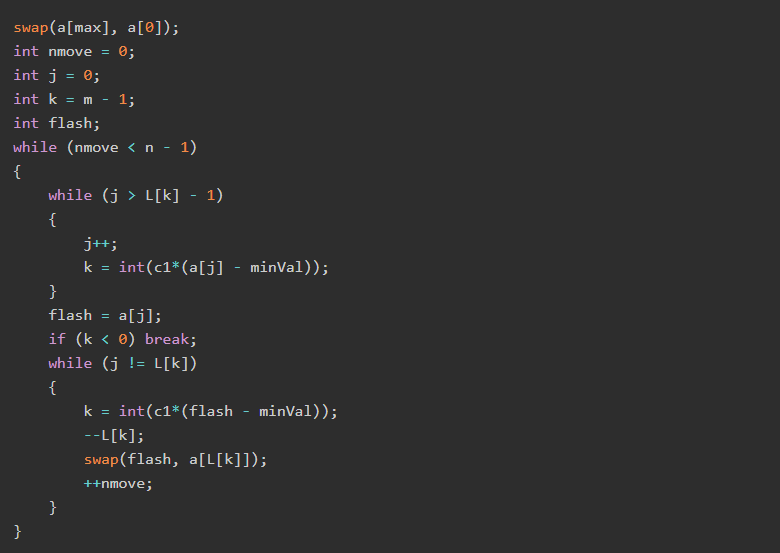 swap(a[max], a[0]);
int nmove = 0;
int j = 0;
int k = m - 1;
int flash;
while (nmove < n - 1)
{
    while (j > L[k] - 1)
    {
        j++;
        k = int(c1*(a[j] - minVal));
    }
    flash = a[j];
    if (k < 0) break;
    while (j != L[k])
    {
        k = int(c1*(flash - minVal));
        --L[k];
        swap(flash, a[L[k]]);
        ++nmove;
    }
}